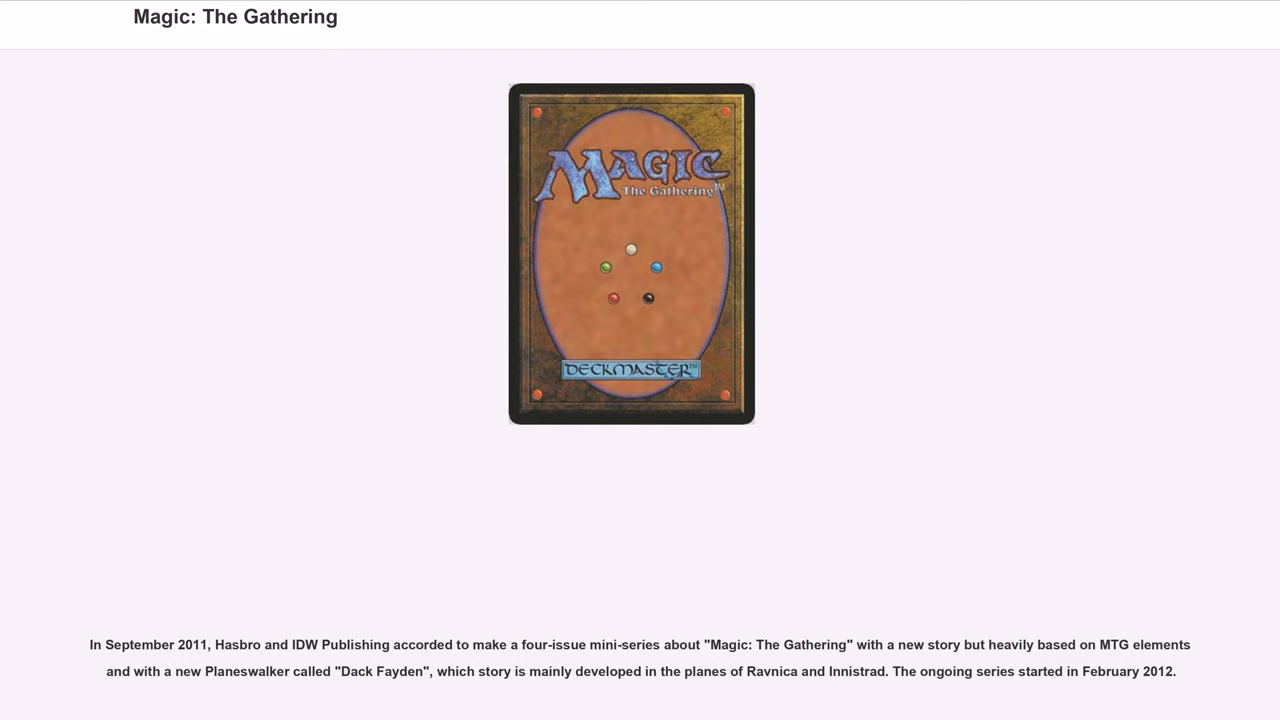 Magic: The Gathering
MAGIC
The Gathering™
DECKMASTER™
In September 2011, Hasbro and IDW Publishing accorded to make a four-issue mini-series about "Magic: The Gathering" with a new story but heavily based on MTG elements
and with a new Planeswalker called "Dack Fayden", which story is mainly developed in the planes of Ravnica and Innistrad. The ongoing series started in February 2012.